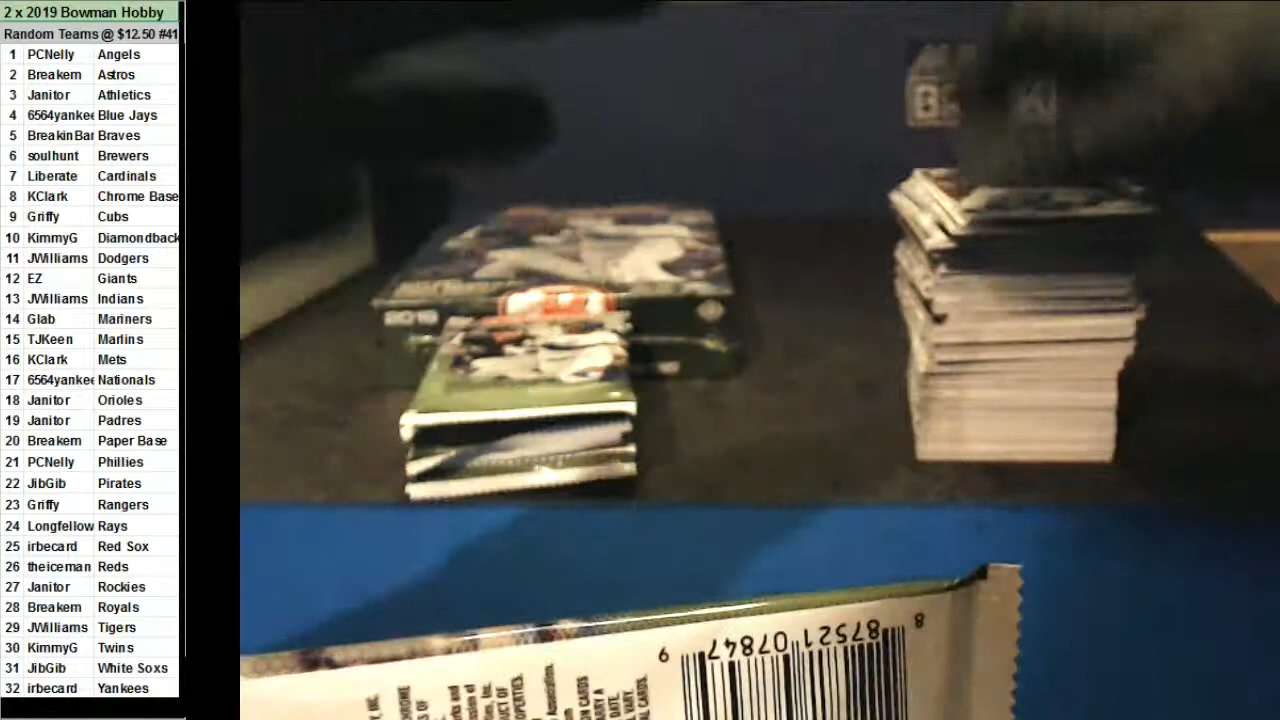 2 x 2019 Bowman Hobby
Random Teams @ $12.50 #41
1 PCNelly Angels
2 Breakem Astros
3 Janitor Athletics
4 6564yankee Blue Jays
5 BreakinBar Braves
6 soulhunt Brewers
7 Liberate Cardinals
8 KClark Chrome Base
9 Griffy Cubs
10 KimmyG Diamondback
11 JWilliams Dodgers
12 EZ Giants
13 JWilliams Indians
14 Glab Mariners
15 TJKeen Marlins
16 KClark Mets
17 6564yankee Nationals
18 Janitor Orioles
19 Janitor Padres
20 Breakem Paper Base
21 PCNelly Phillies
22 JibGib Pirates
23 Griffy Rangers
24 Longfellow Rays
25 irbecard Red Sox
26 theiceman Reds
27 Janitor Rockies
28 Breakem Royals
29 JWilliams Tigers
30 KimmyG Twins
31 JibGib White Soxs
32 irbecard Yankees
2019
8 87521 07847 9